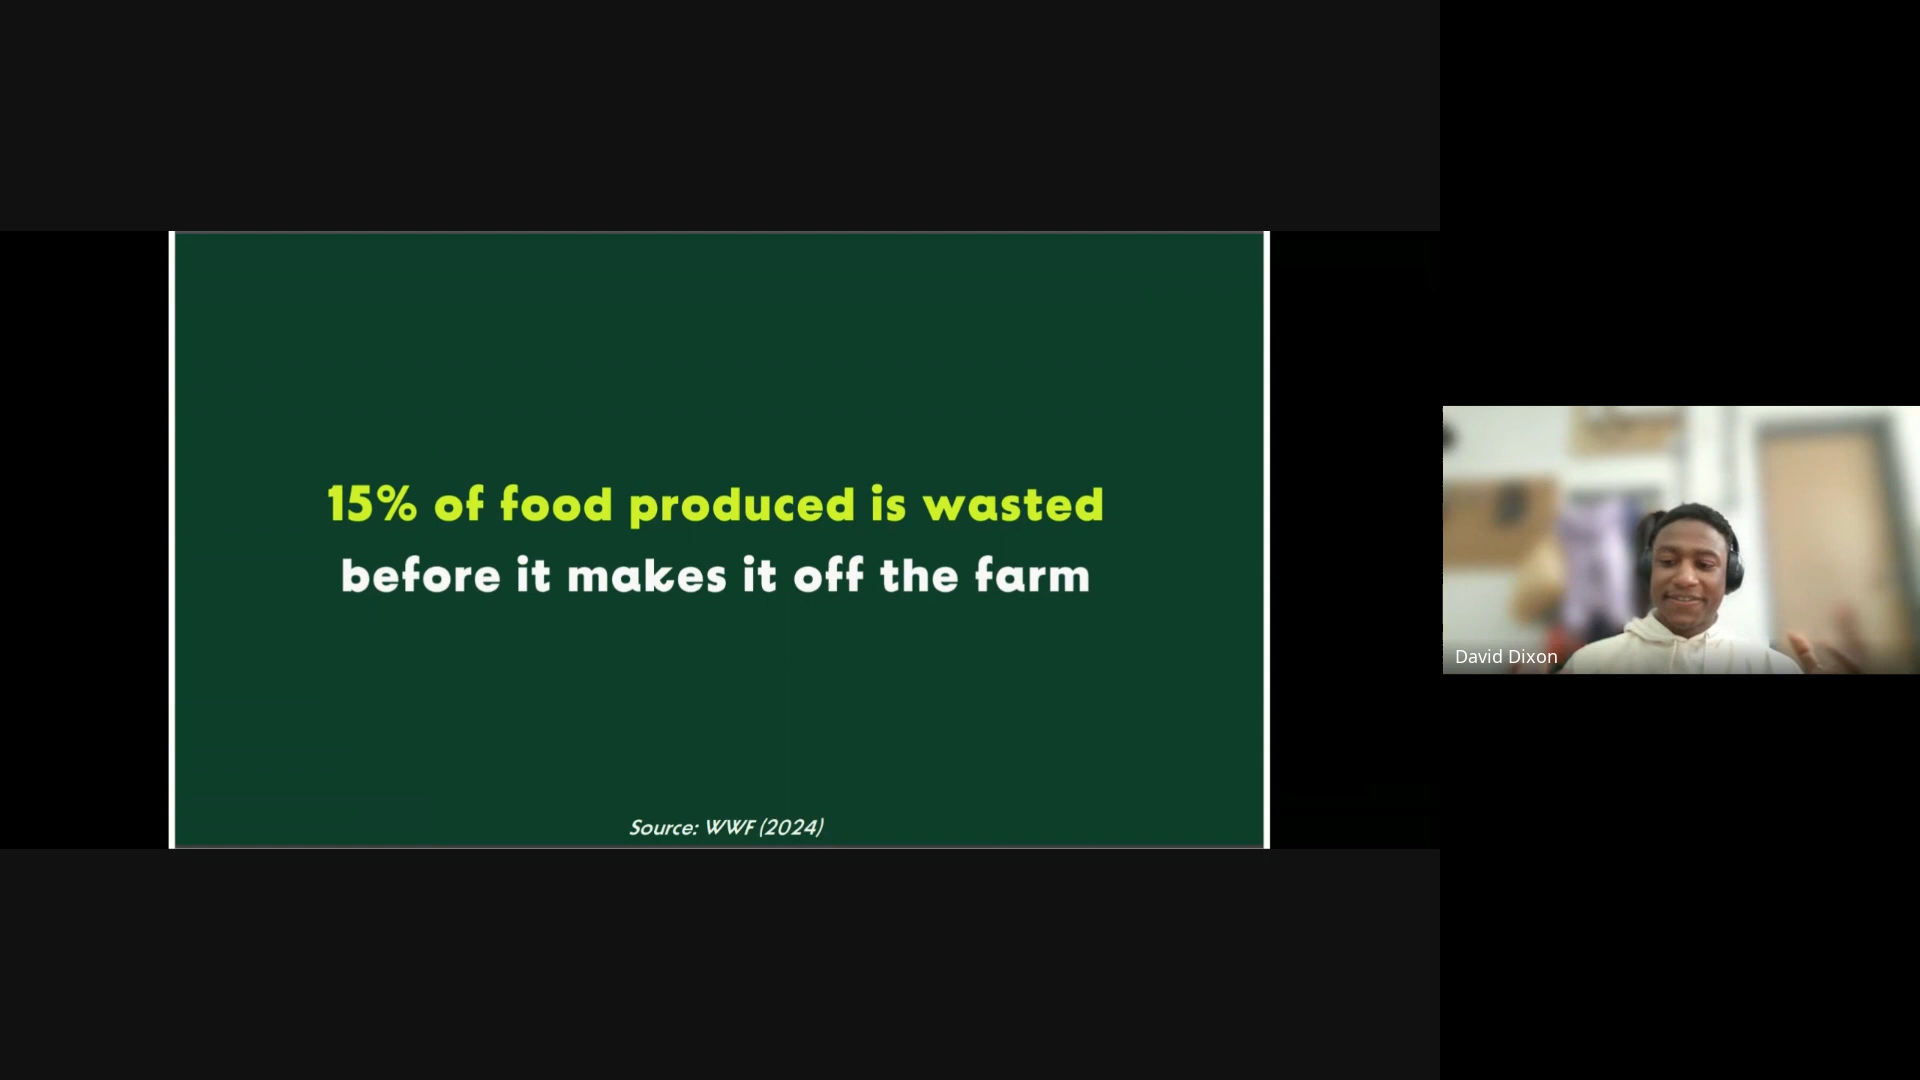 15% of food produced is wasted
before it makes it off the farm
Source: WWF (2024)
David Dixon